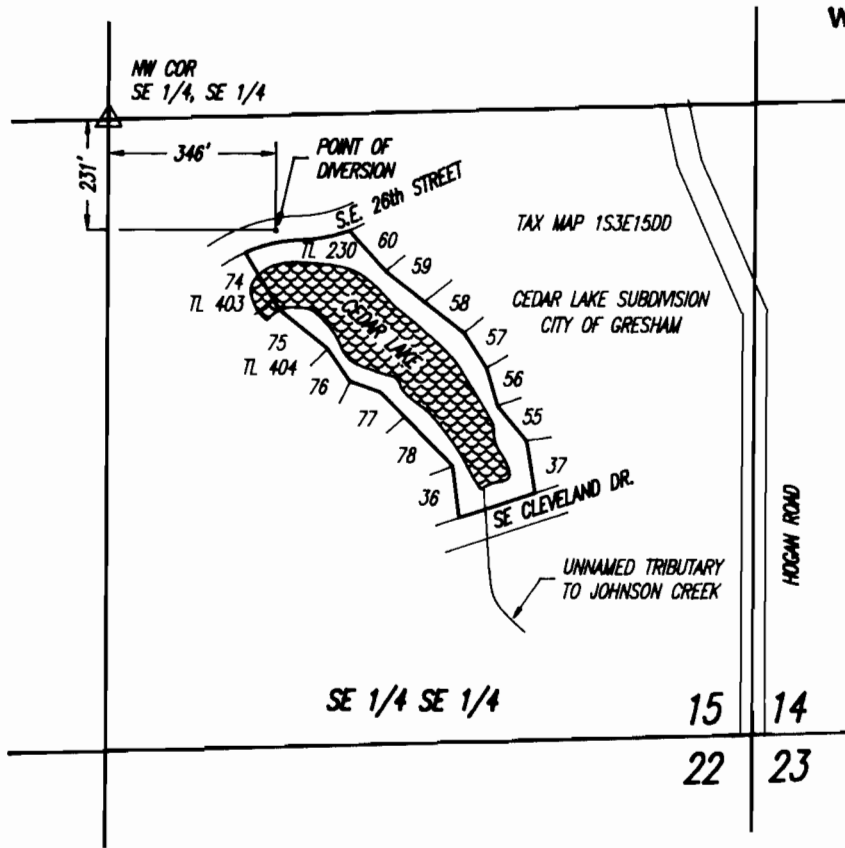 W
NW COR
SE 1/4, SE 1/4
231'
346'
POINT OF
DIVERSION
S.E. 26th STREET
TL 230
60
59
58
57
56
55
37
74
TL 403
75
TL 404
76
77
78
36
CEDAR LAKE
TAX MAP 1S3E15DD
CEDAR LAKE SUBDIVISION
CITY OF GRESHAM
SE CLEVELAND DR.
HOGAN ROAD
UNNAMED TRIBUTARY
TO JOHNSON CREEK
SE 1/4 SE 1/4
15 14
22 23